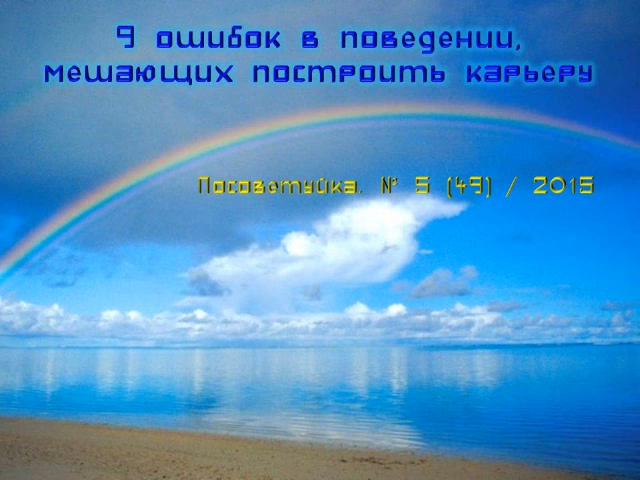 9 ошибок в поведении,
мешающих построить карьеру
Посоветуйка. № 5 (49) / 2015